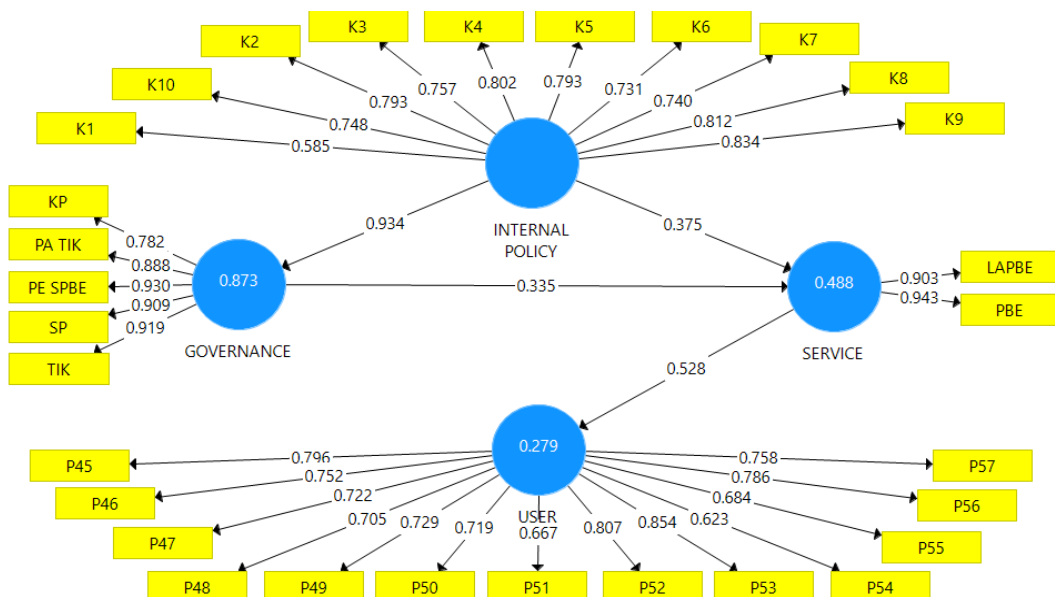 K3
K4
K5
K6
K2
K7
K10
K8
K1
K9
0.757
0.802
0.793
0.731
0.793
0.740
0.748
0.812
0.585
0.834
KP
PA TIK
PE SPBE
SP
TIK
0.782
0.888
0.930
0.909
0.919
0.873
GOVERNANCE
0.934
INTERNAL
POLICY
0.375
0.335
0.488
SERVICE
0.903
0.943
LAPBE
PBE
0.528
0.279
USER
P45
P46
P47
P48
P49
P50
P51
P52
P53
P54
P55
P56
P57
0.796
0.752
0.722
0.705
0.729
0.719
0.667
0.807
0.854
0.623
0.684
0.786
0.758